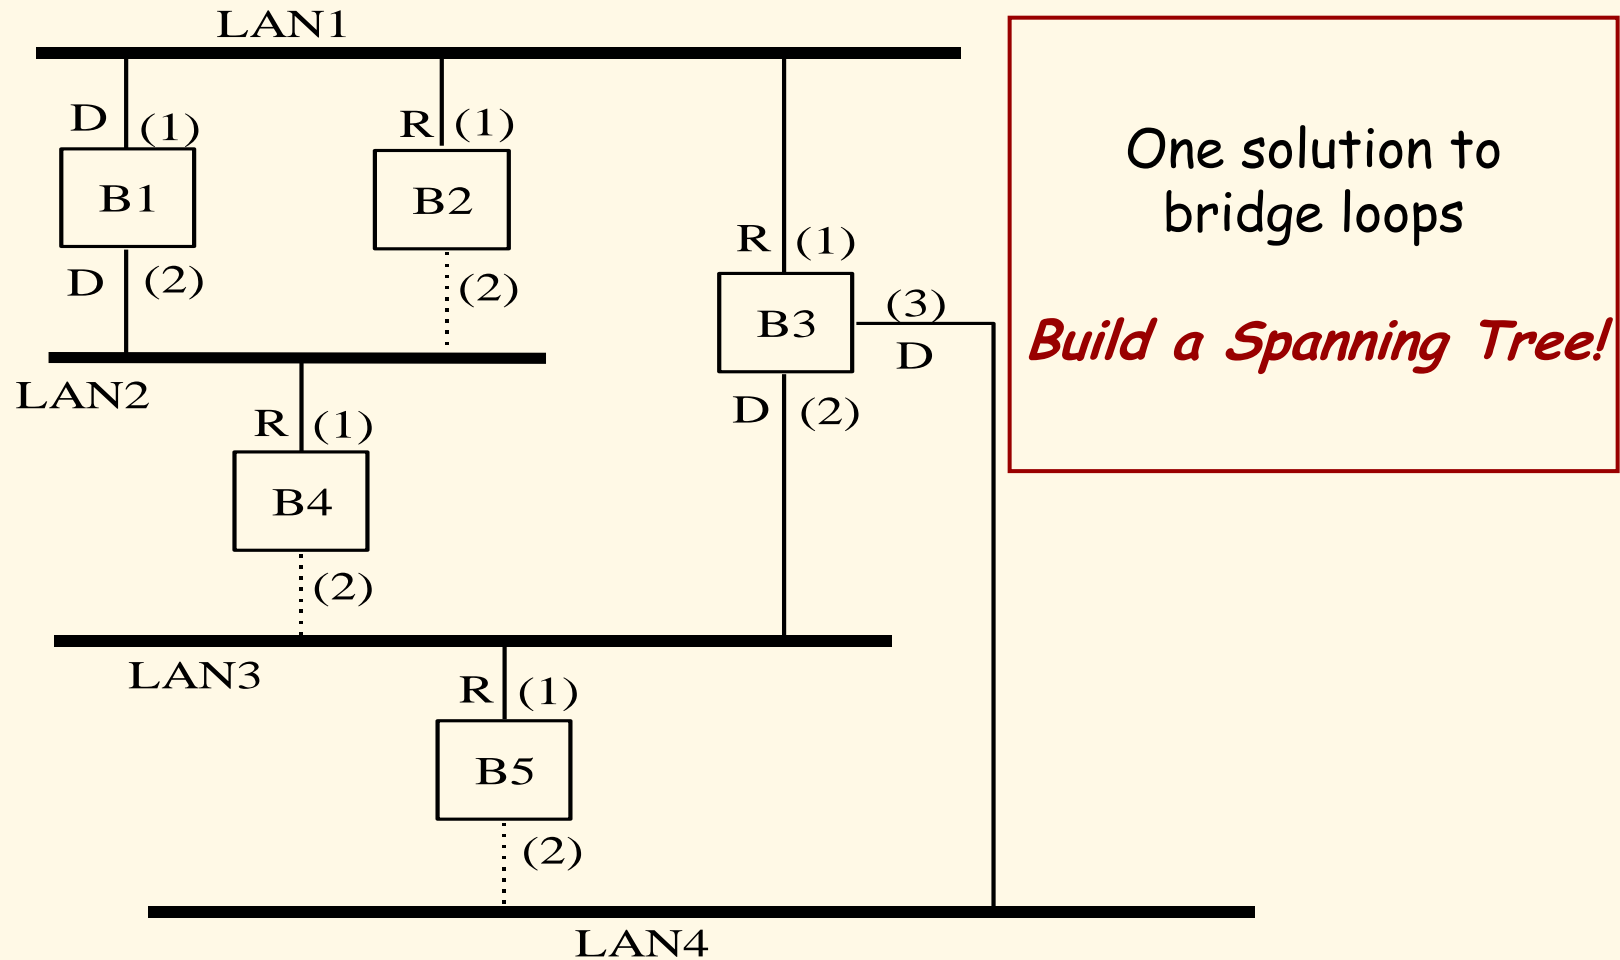 LAN1
D (1)
R (1)
B1
B2
D (2)
(2)
R (1)
(3)
B3
D
D (2)
LAN2
R (1)
B4
(2)
LAN3
R (1)
B5
(2)
LAN4
One solution to
bridge loops
Build a Spanning Tree!